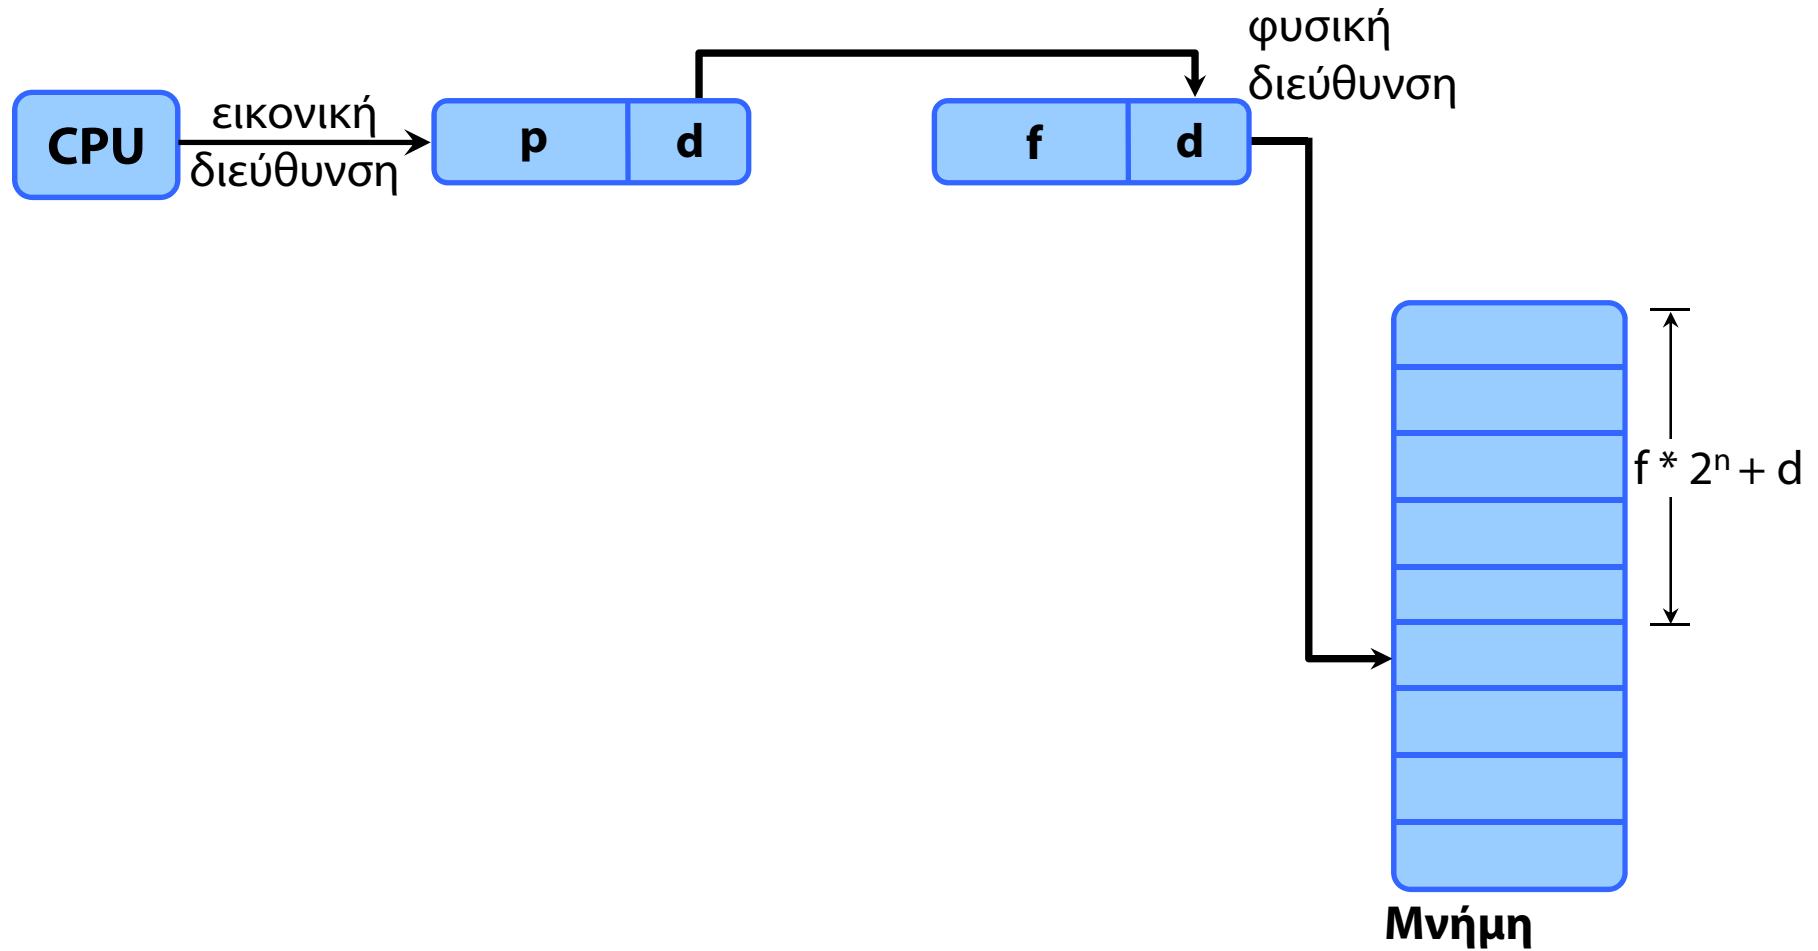 CPU
εικονική
διεύθυνση
p
d
f
d
φυσική
διεύθυνση
f * 2ⁿ + d
Μνήμη